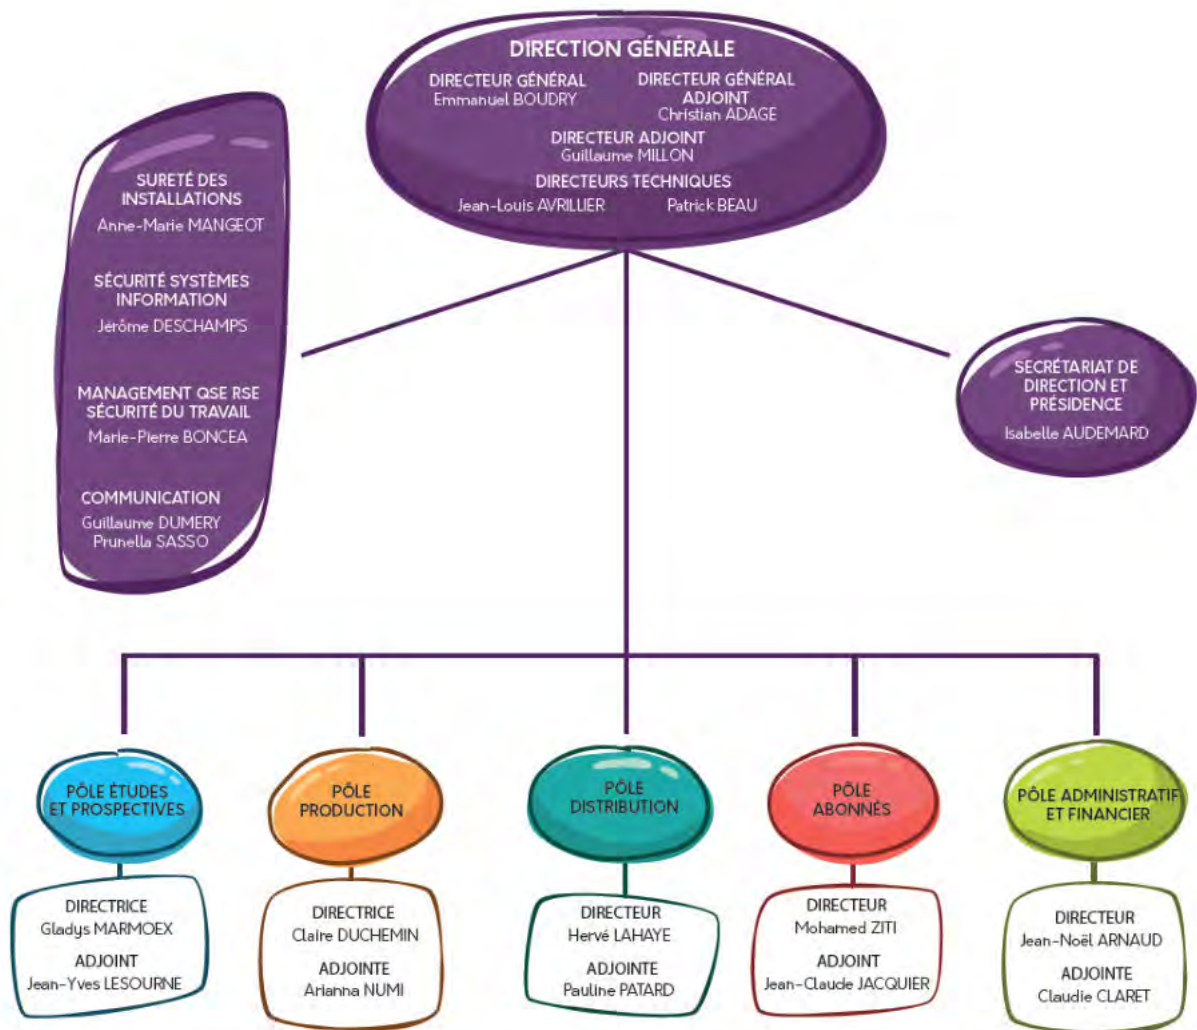 DIRECTION GÉNÉRALE
DIRECTEUR GÉNÉRAL
Emmanuel BOUDRY
DIRECTEUR GÉNÉRAL
ADJOINT
Christian ADAGE
DIRECTEUR ADJOINT
Guillaume MILLON
DIRECTEURS TECHNIQUES
Jean-Louis AVRILLIER
Patrick BEAU
SURETÉ DES
INSTALLATIONS
Anne-Marie MANGEOT
SÉCURITÉ SYSTÈMES
INFORMATION
Jérôme DESCHAMPS
MANAGEMENT QSE RSE
SÉCURITÉ DU TRAVAIL
Marie-Pierre BONCEA
COMMUNICATION
Guillaume DUMERY
Prunella SASSO
SECRÉTARIAT DE
DIRECTION ET
PRÉSIDENCE
Isabelle AUDEMARD
PÔLE ÉTUDES
ET PROSPECTIVES
DIRECTRICE
Gladys MARMOEX
ADJOINT
Jean-Yves LESOURNE
PÔLE
PRODUCTION
DIRECTRICE
Claire DUCHEMIN
ADJOINTE
Arianna NUMI
PÔLE
DISTRIBUTION
DIRECTEUR
Hervé LAHAYE
ADJOINTE
Pauline PATARD
PÔLE
ABONNÉS
DIRECTEUR
Mohamed ZITI
ADJOINT
Jean-Claude JACQUIER
PÔLE ADMINISTRATIF
ET FINANCIER
DIRECTEUR
Jean-Noël ARNAUD
ADJOINTE
Claudie CLARET